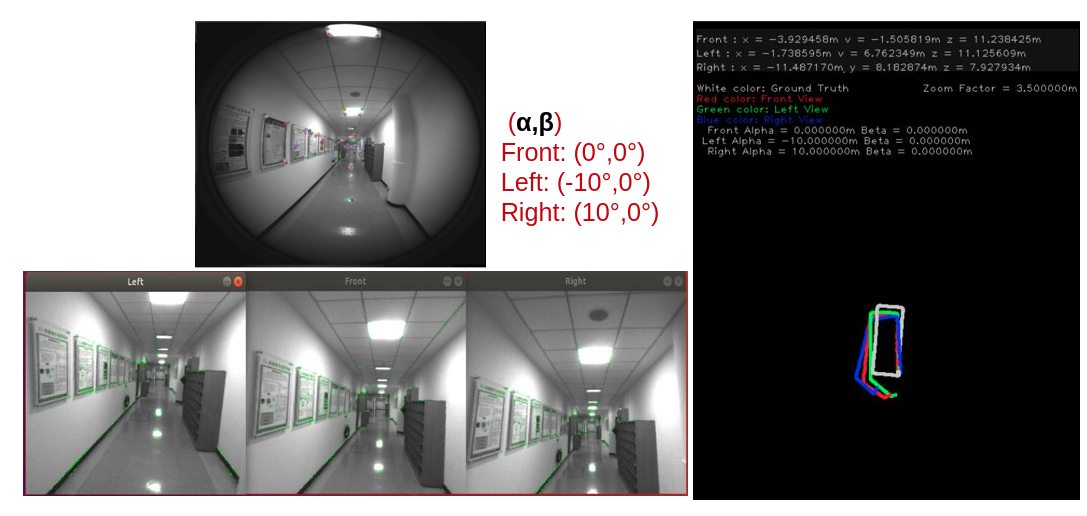 (α,β)
Front: (0°,0°)
Left: (-10°,0°)
Right: (10°,0°)
Left
Front
Right
Front : x = -3.929458m v = -1.505819m z = 11.238425m
Left : x = -1.738595m v = 6.762349m z = 11.125609m
Right : x = -11.487170m y = 8.182874m z = 7.927934m
White color: Ground Truth Zoom Factor = 3.500000m
Red color: Front View
Green color: Left View
Blue color: Right View
Front Alpha = 0.000000m Beta = 0.000000m
Left Alpha = -10.000000m Beta = 0.000000m
Right Alpha = 10.000000m Beta = 0.000000m